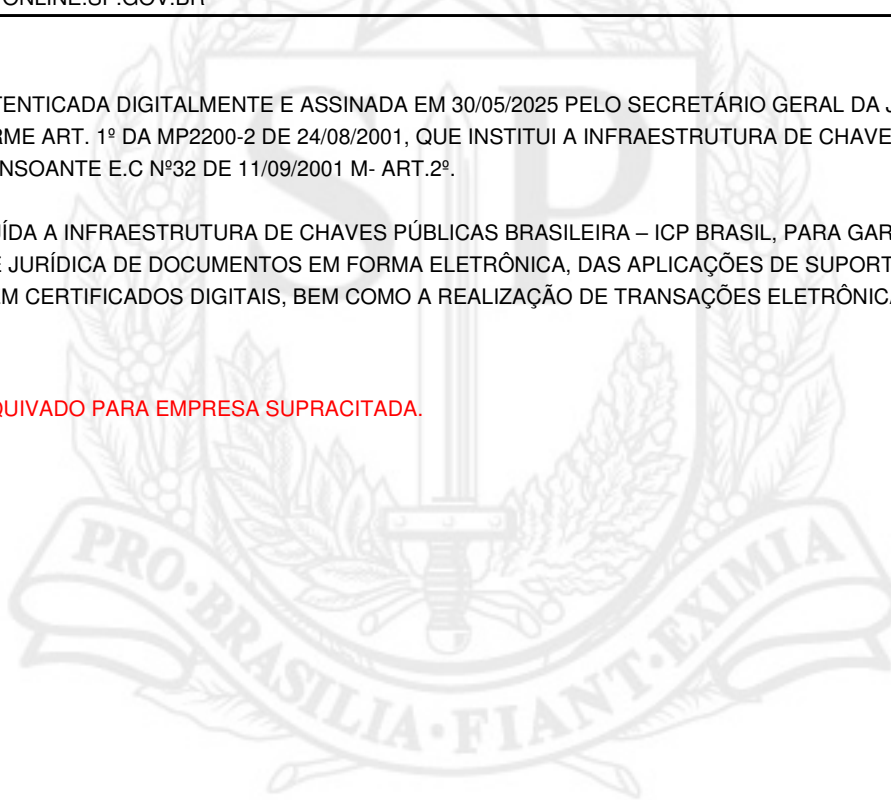 ONLINE.SP.GOV.BR
TENTICADA DIGITALMENTE E ASSINADA EM 30/05/2025 PELO SECRETÁRIO GERAL DA J
RME ART. 1º DA MP2200-2 DE 24/08/2001, QUE INSTITUI A INFRAESTRUTURA DE CHAVE
NSOANTE E.C Nº32 DE 11/09/2001 M- ART.2º.
ÍDA A INFRAESTRUTURA DE CHAVES PÚBLICAS BRASILEIRA – ICP BRASIL, PARA GAR
E JURÍDICA DE DOCUMENTOS EM FORMA ELETRÔNICA, DAS APLICAÇÕES DE SUPORT
EM CERTIFICADOS DIGITAIS, BEM COMO A REALIZAÇÃO DE TRANSAÇÕES ELETRÔNICA
QUIVADO PARA EMPRESA SUPRACITADA.
SP
PRO·BRASILIA·FIANT·EXIMIA